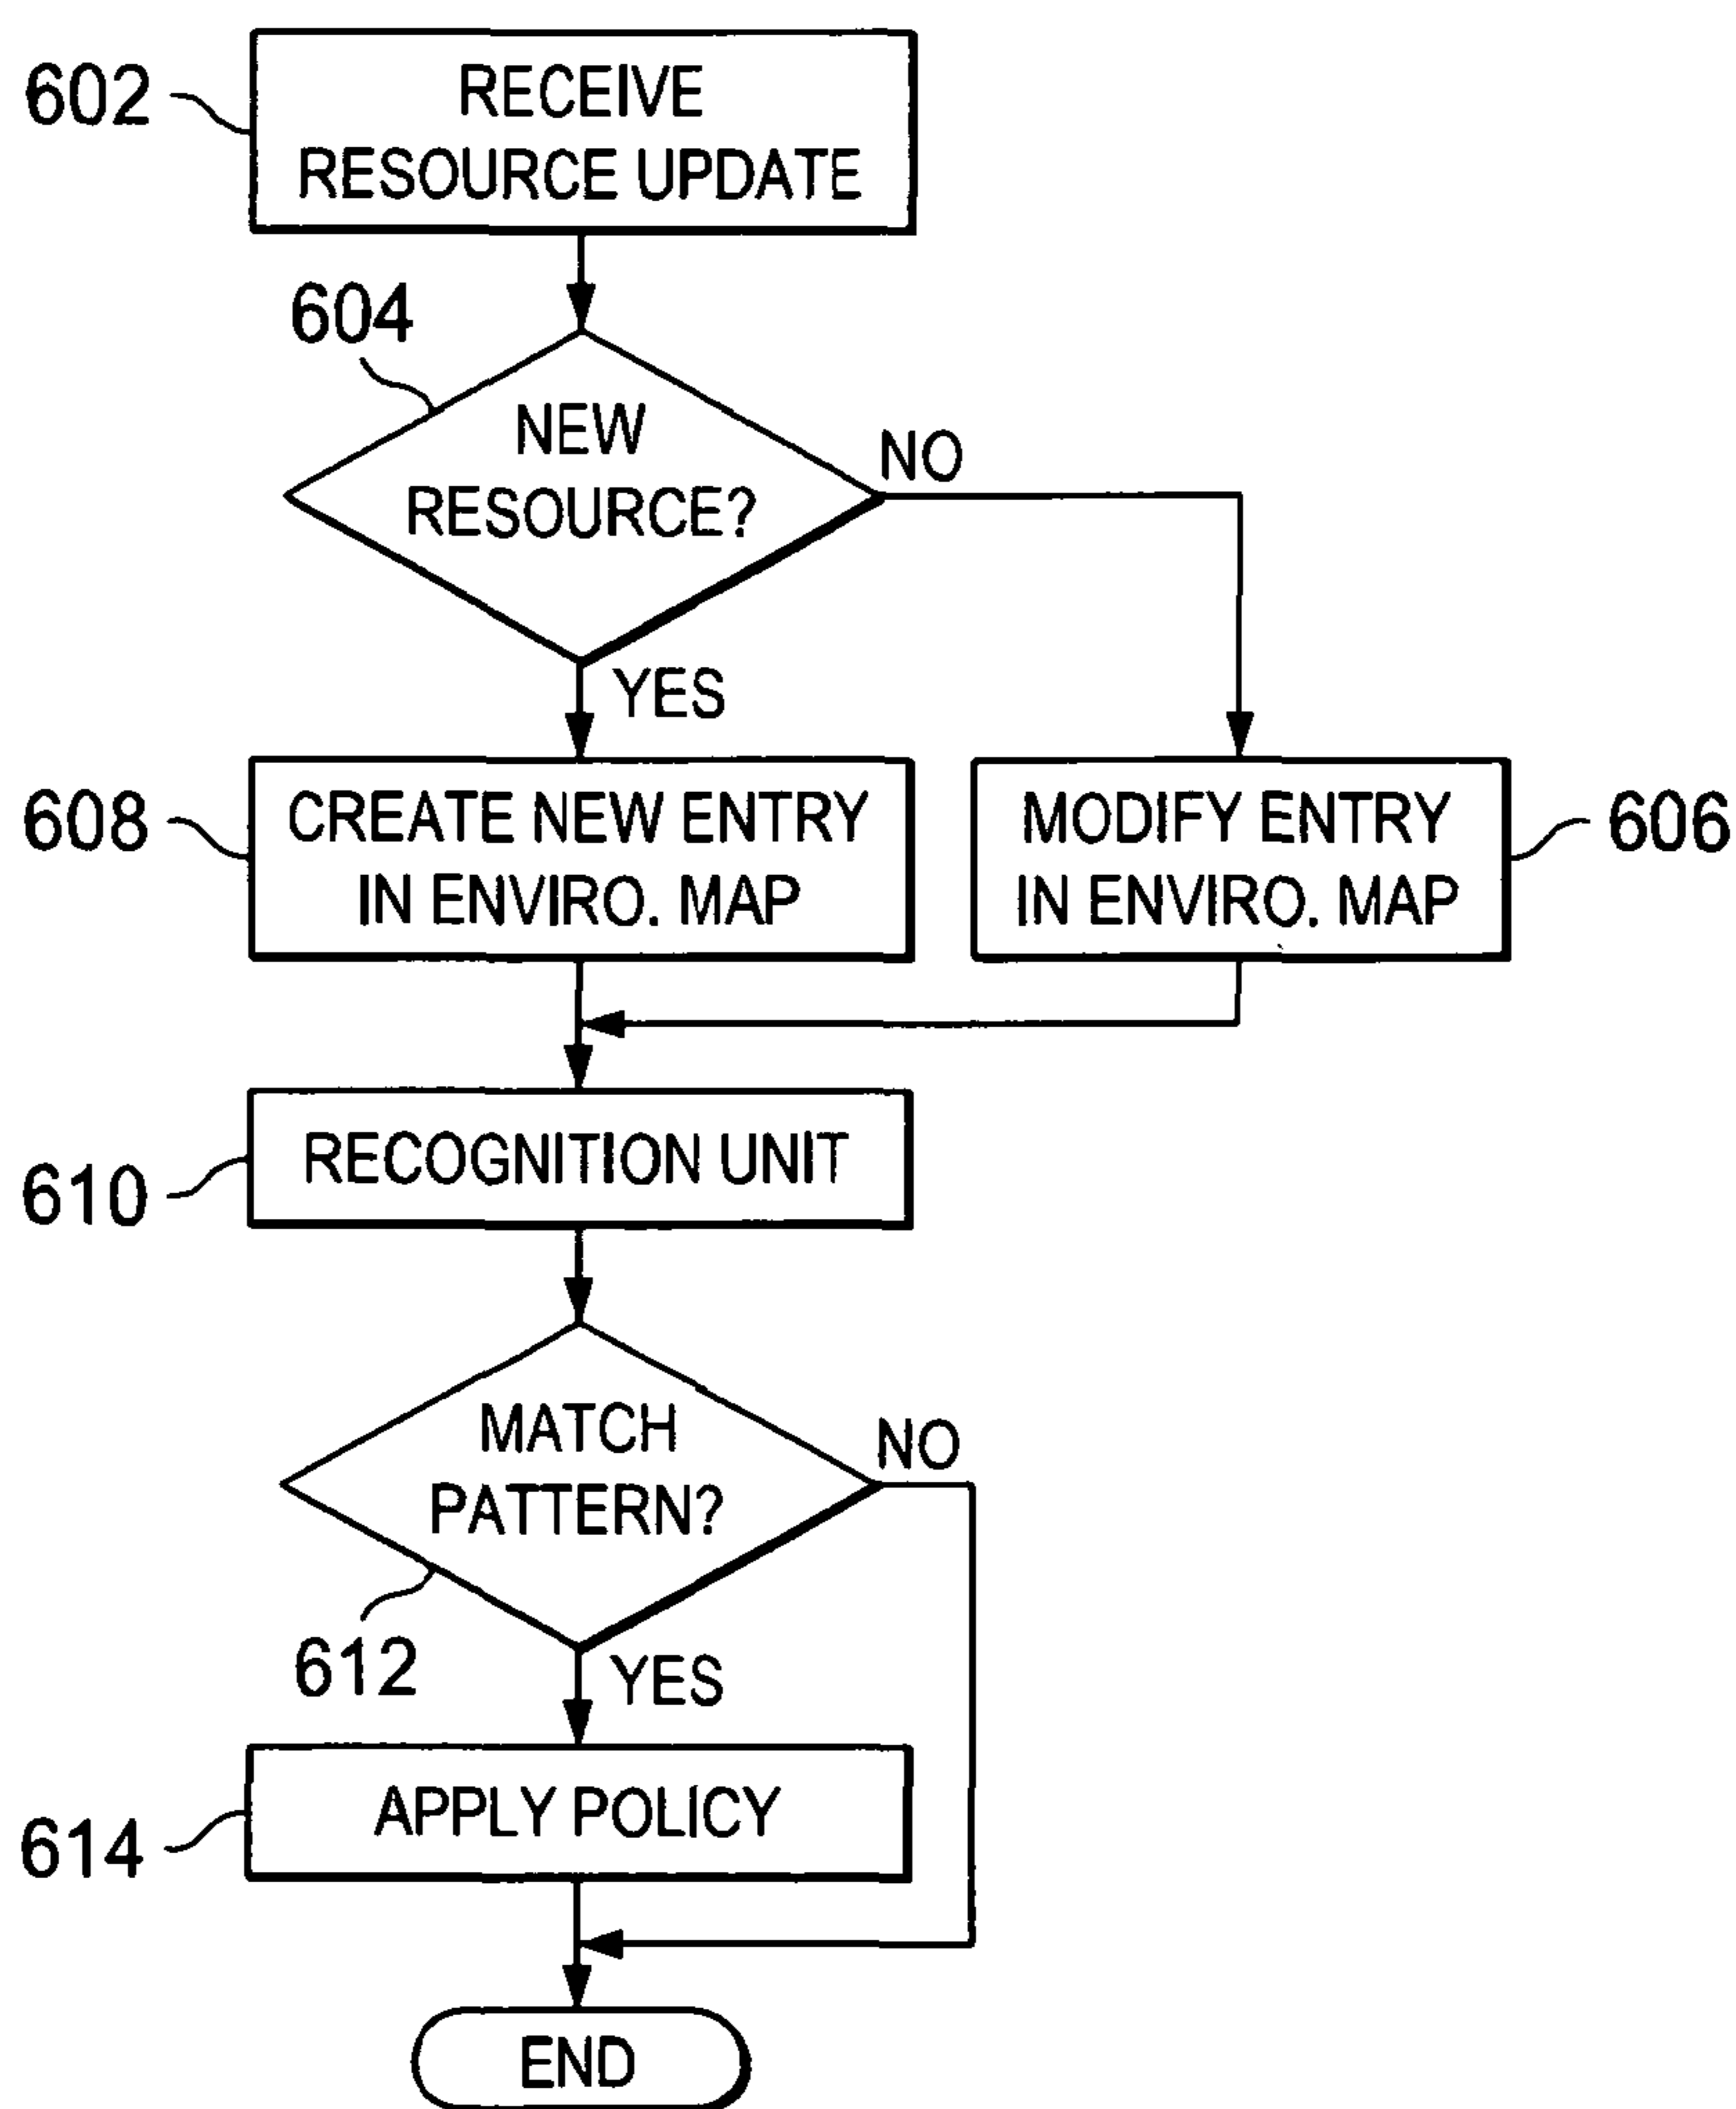 602
RECEIVE
RESOURCE UPDATE
604
NEW
RESOURCE?
NO
YES
608
CREATE NEW ENTRY
IN ENVIRO. MAP
MODIFY ENTRY
IN ENVIRO. MAP
606
610
RECOGNITION UNIT
MATCH
PATTERN?
NO
612
YES
614
APPLY POLICY
END